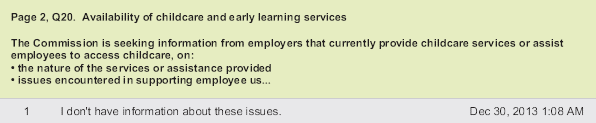 Page 2, Q20.  Availability of childcare and early learning services
The Commission is seeking information from employers that currently provide childcare services or assist
employees to access childcare, on:
• the nature of the services or assistance provided
• issues encountered in supporting employee us...
1 I don't have information about these issues. Dec 30, 2013 1:08 AM